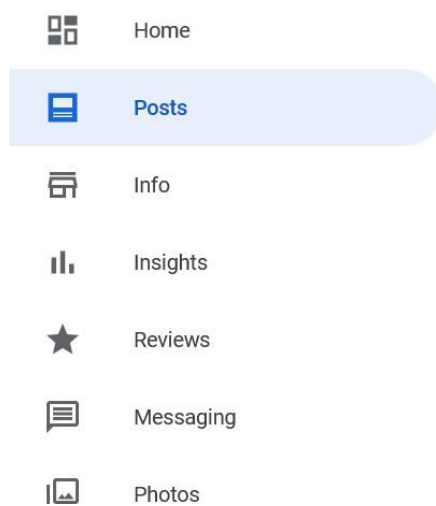 Home
Posts
Info
Insights
Reviews
Messaging
Photos